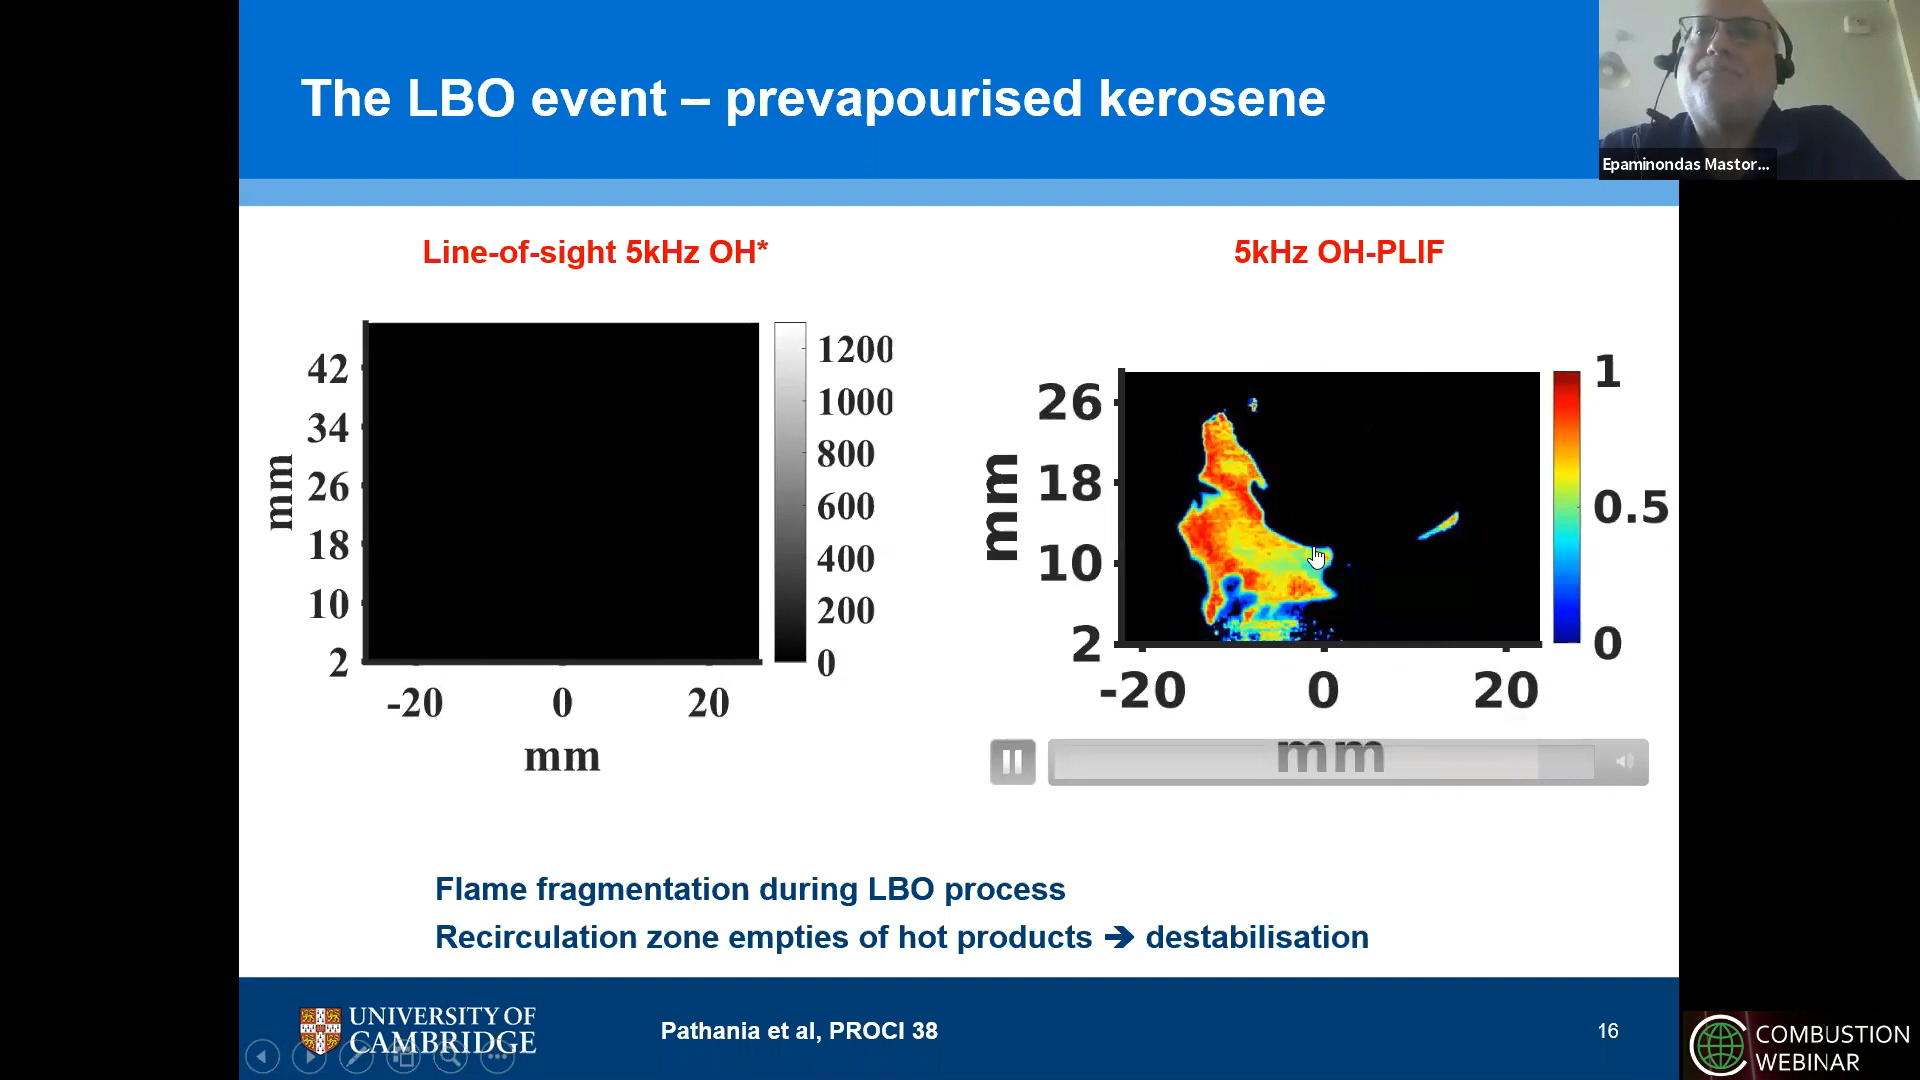 The LBO event – prevapourised kerosene
Epaminondas Mastor...
Line-of-sight 5kHz OH*
5kHz OH-PLIF
42
34
26
18
10
2
mm
-20
0
20
mm
1200
1000
800
600
400
200
0
26
18
10
2
mm
-20
0
20
mm
1
0.5
0
Flame fragmentation during LBO process
Recirculation zone empties of hot products ➔ destabilisation
UNIVERSITY OF
CAMBRIDGE
Pathania et al, PROCI 38
16
COMBUSTION
WEBINAR